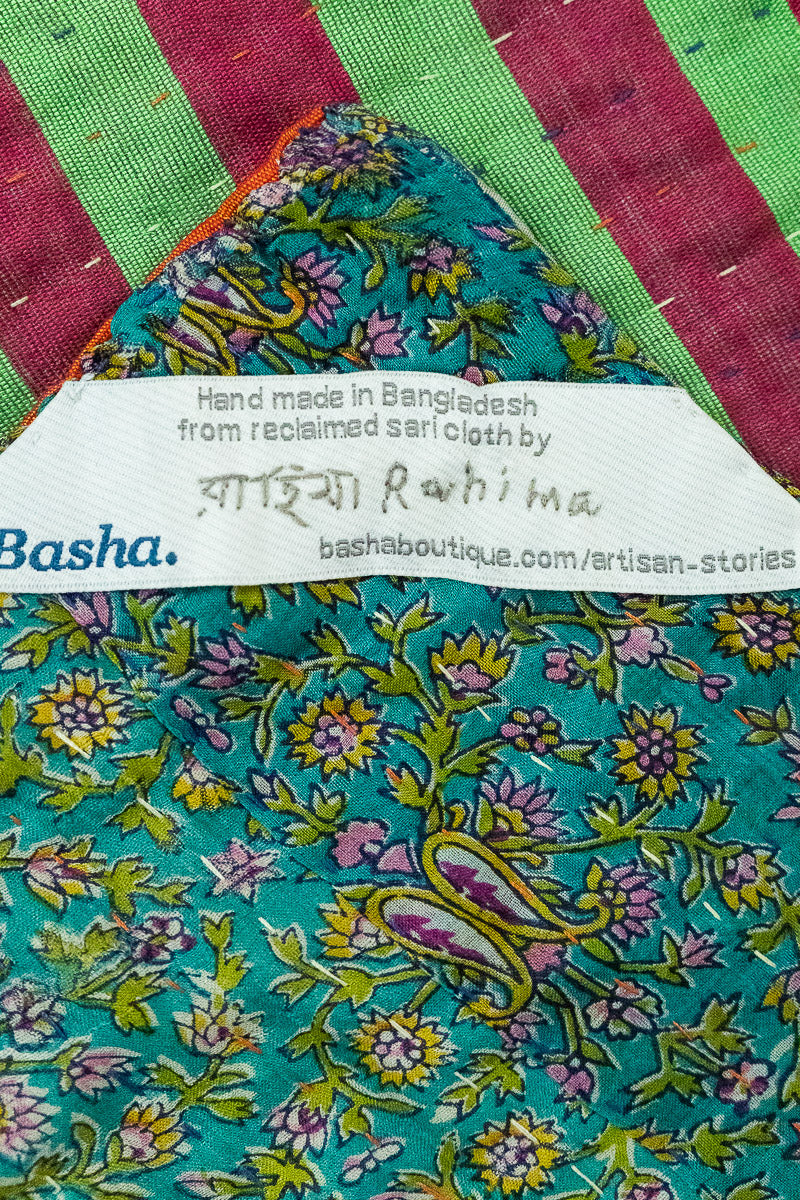 Hand made in Bangladesh
from reclaimed sari cloth by
Rahima
Basha.
bashaboutique.com/artisan-stories